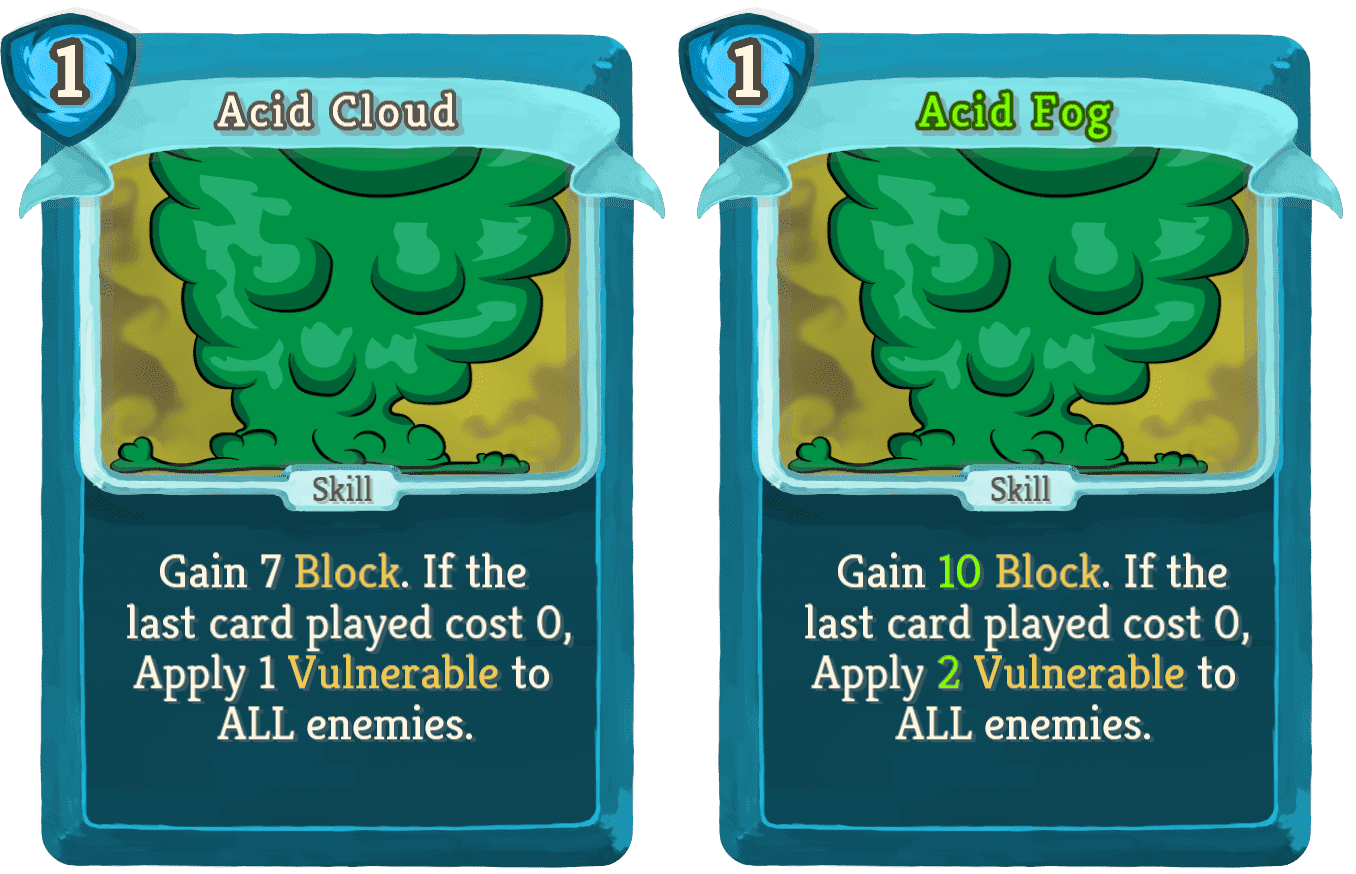 1
Acid Cloud
Skill
Gain 7 Block. If the
last card played cost 0,
Apply 1 Vulnerable to
ALL enemies.
1
Acid Fog
Skill
Gain 10 Block. If the
last card played cost 0,
Apply 2 Vulnerable to
ALL enemies.